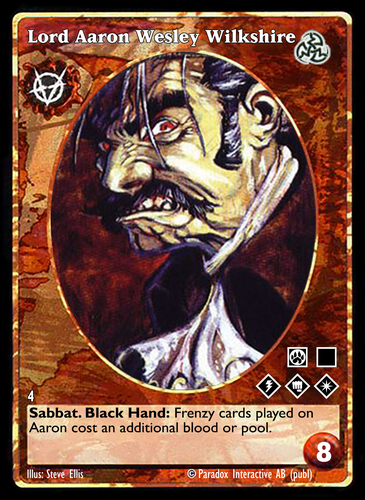 Lord Aaron Wesley Wilkshire
4
Sabbat. Black Hand: Frenzy cards played on
Aaron cost an additional blood or pool.
8
Illus: Steve Ellis © Paradox Interactive AB (publ)